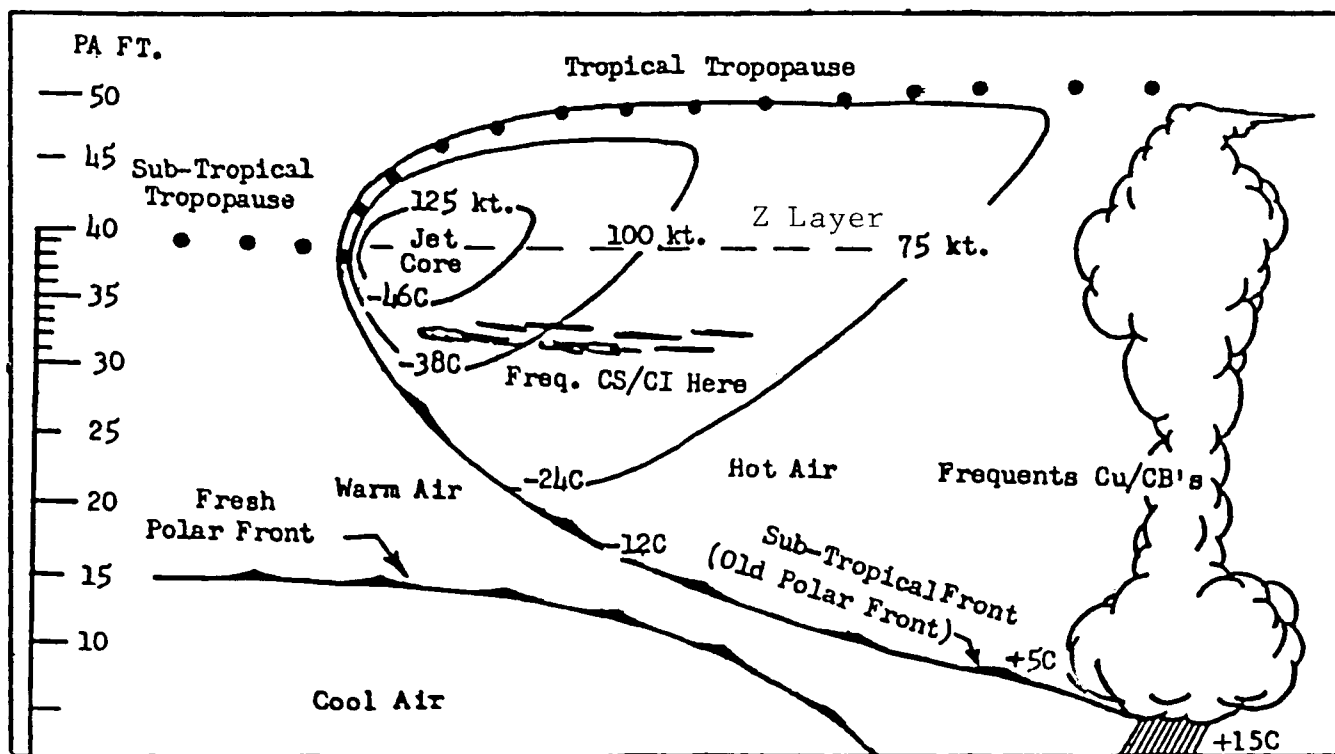 PA FT.
50
45
40
35
30
25
20
15
10
Tropical Tropopause
Sub-Tropical
Tropopause
125 kt.
Jet
Core
100 kt.
Z Layer
75 kt.
-46C
-38C
Freq. CS/CI Here
-24C
Hot Air
Frequents Cu/CB's
Warm Air
Fresh
Polar Front
-12C
Sub-Tropical Front
(Old Polar Front)
+5C
Cool Air
+15C